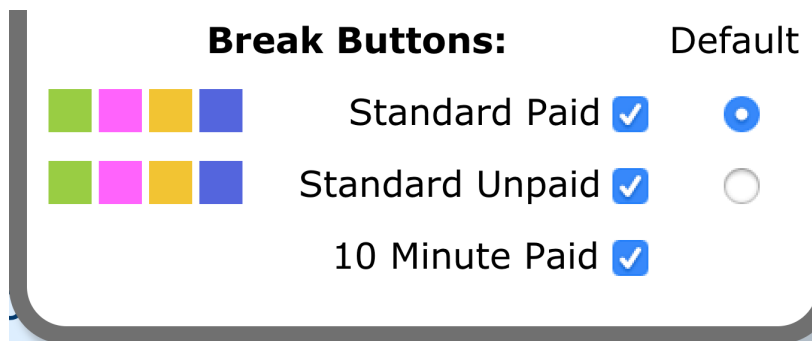 Break Buttons: Default
Standard Paid
Standard Unpaid
10 Minute Paid